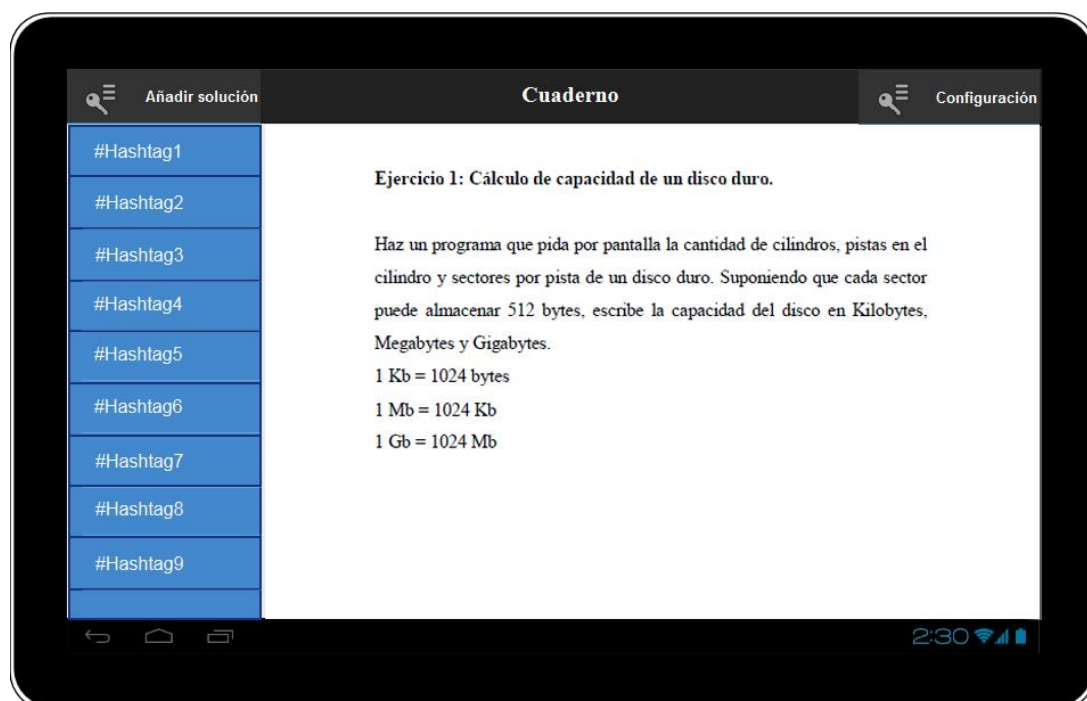 Añadir solución
Cuaderno
Configuración
#Hashtag1
#Hashtag2
#Hashtag3
#Hashtag4
#Hashtag5
#Hashtag6
#Hashtag7
#Hashtag8
#Hashtag9
Ejercicio 1: Cálculo de capacidad de un disco duro.
Haz un programa que pida por pantalla la cantidad de cilindros, pistas en el
cilindro y sectores por pista de un disco duro. Suponiendo que cada sector
puede almacenar 512 bytes, escribe la capacidad del disco en Kilobytes,
Megabytes y Gigabytes.
1 Kb = 1024 bytes
1 Mb = 1024 Kb
1 Gb = 1024 Mb
2:30